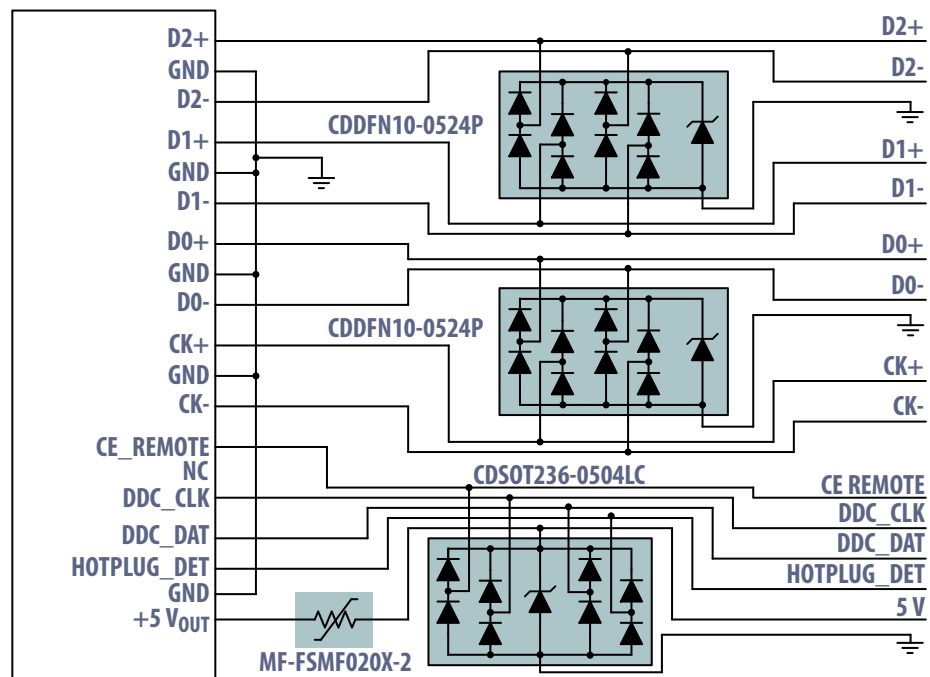 D2+
GND
D2-
D1+
GND
D1-
D0+
GND
D0-
CK+
GND
CK-
CE_REMOTE
NC
DDC_CLK
DDC_DAT
HOTPLUG_DET
GND
+5 VOUT
CDDFN10-0524P
CDDFN10-0524P
CDSOT236-0504LC
MF-FSMF020X-2
D2+
D2-
D1+
D1-
D0+
D0-
CK+
CK-
CE REMOTE
DDC_CLK
DDC_DAT
HOTPLUG_DET
5 V